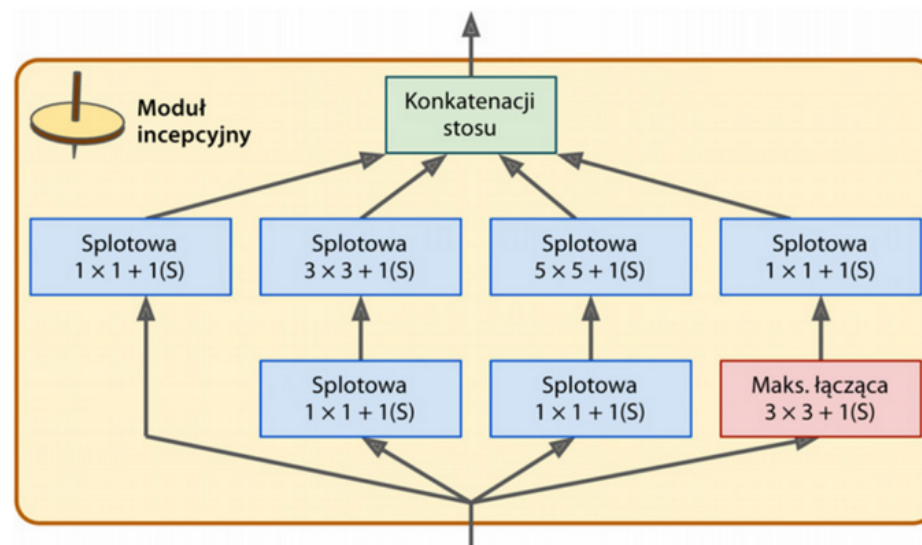 Moduł
incepcyjny
Konkatenacji
stosu
Splotowa
1 × 1 + 1(S)
Splotowa
3 × 3 + 1(S)
Splotowa
5 × 5 + 1(S)
Splotowa
1 × 1 + 1(S)
Splotowa
1 × 1 + 1(S)
Splotowa
1 × 1 + 1(S)
Maks. łącząca
3 × 3 + 1(S)